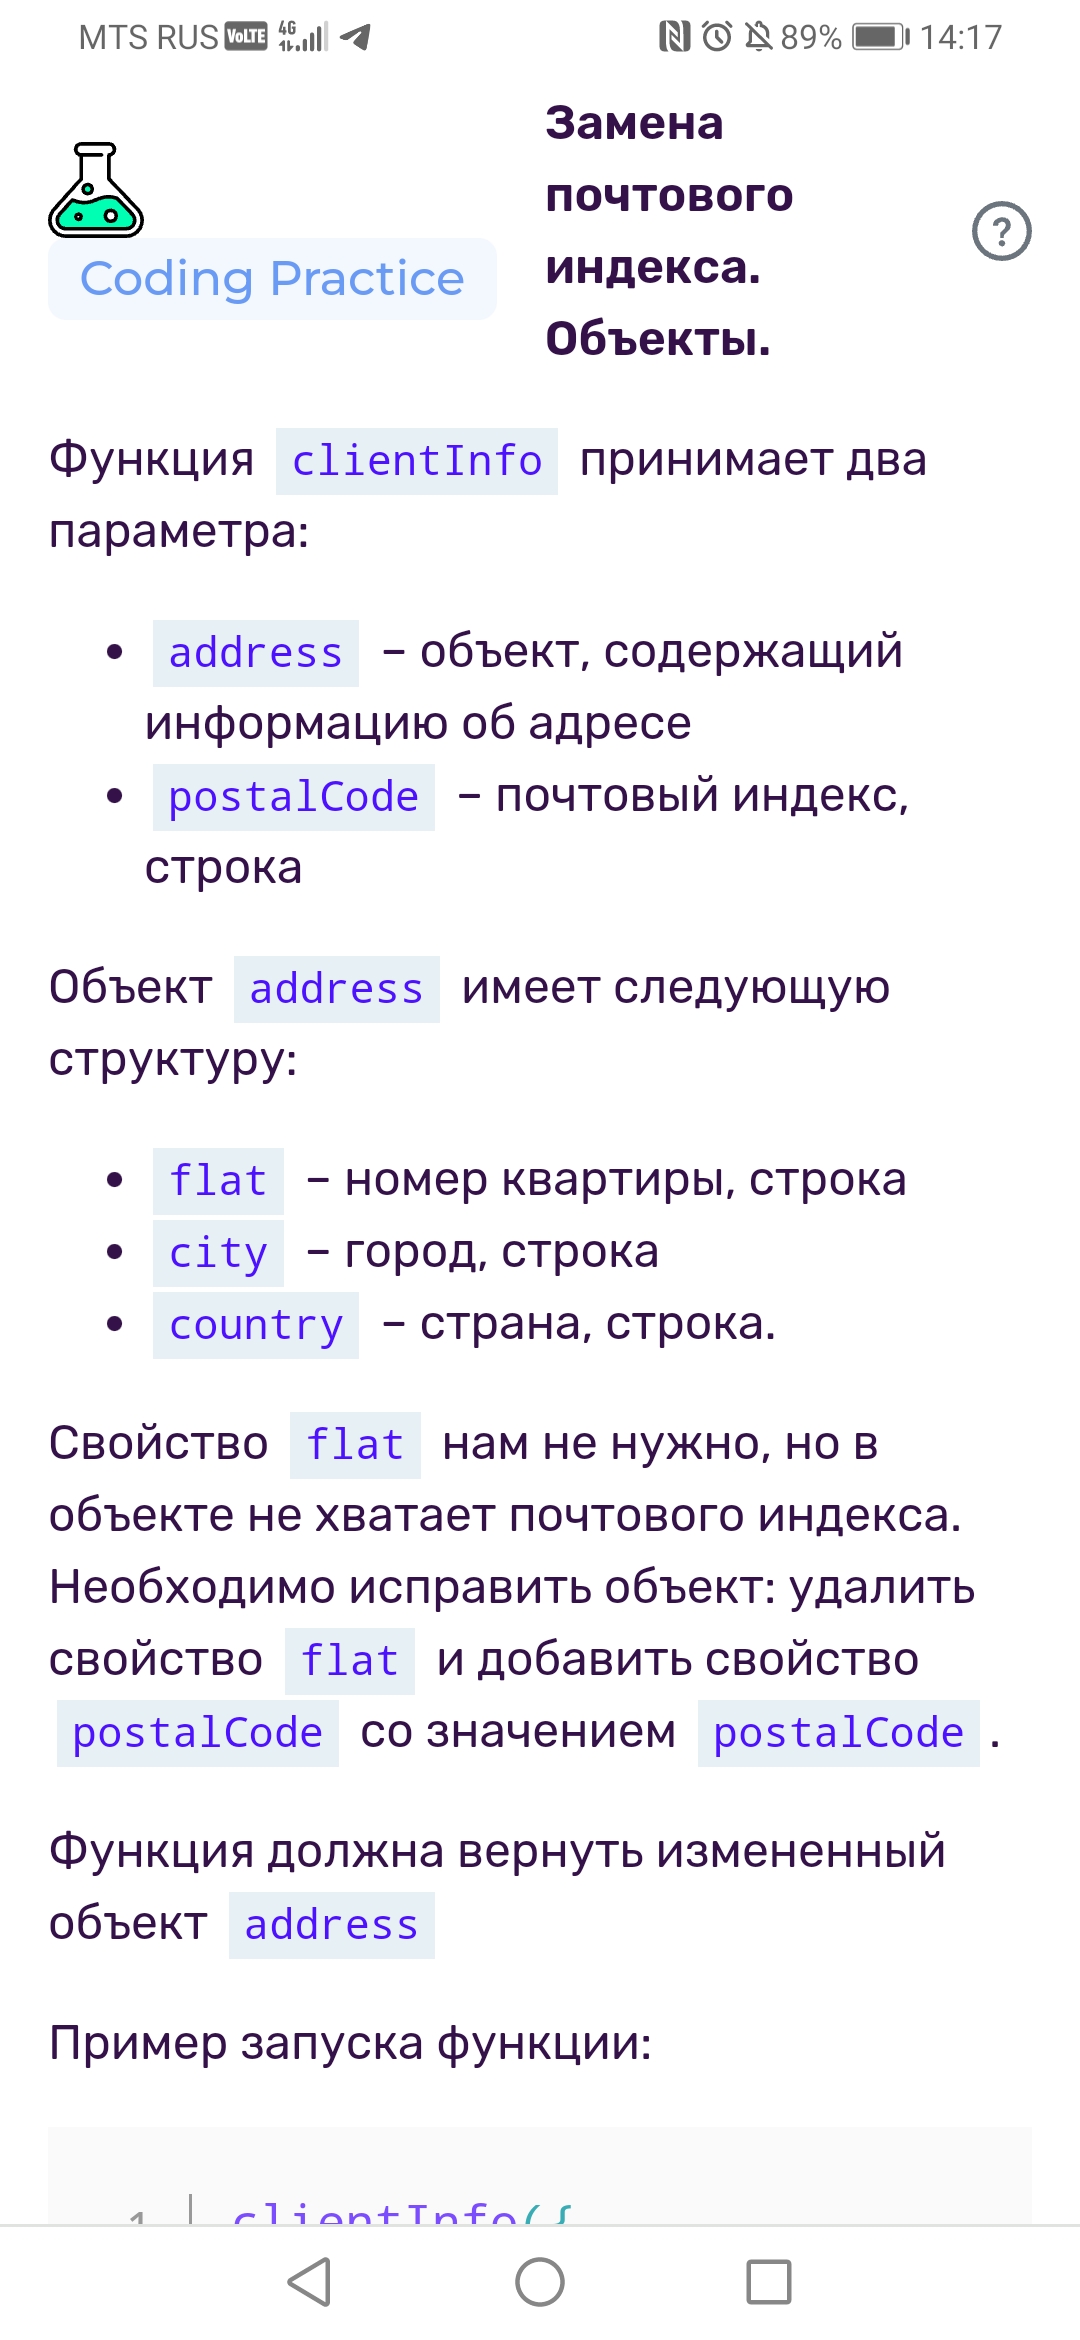 MTS RUS VoLTE 4G 89% 14:17
Замена
почтового
индекса.
Объекты.
?
Coding Practice
Функция clientInfo принимает два
параметра:
• address – объект, содержащий
информацию об адресе
• postalCode – почтовый индекс,
строка
Объект address имеет следующую
структуру:
• flat – номер квартиры, строка
• city – город, строка
• country – страна, строка.
Свойство flat нам не нужно, но в
объекте не хватает почтового индекса.
Необходимо исправить объект: удалить
свойство flat и добавить свойство
postalCode со значением postalCode .
Функция должна вернуть измененный
объект address
Пример запуска функции:
1 clientInfo({